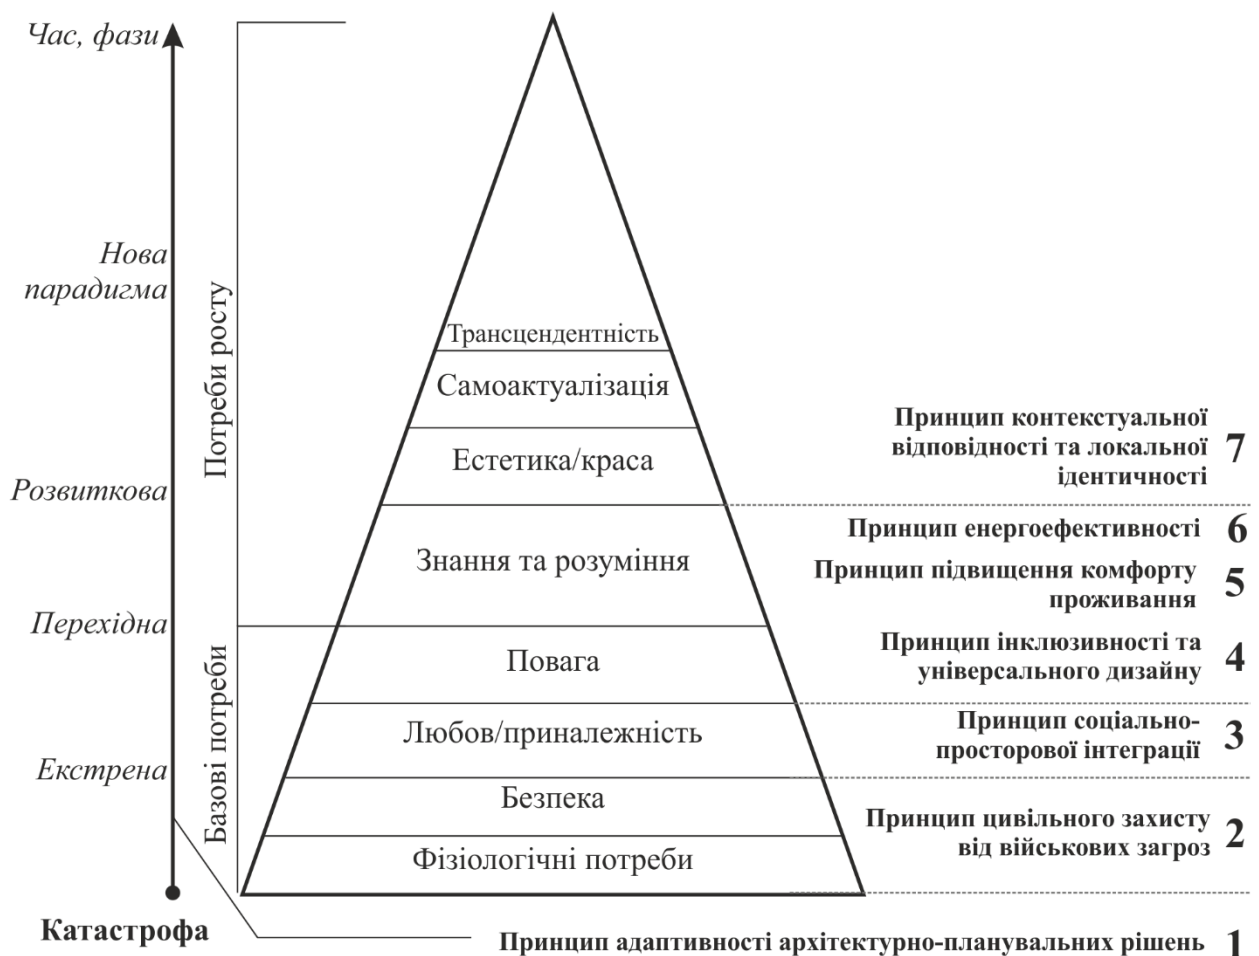 Час, фази
Нова
парадигма
Розвиткова
Перехідна
Екстрена
Катастрофа
Потреби росту
Базові потреби
Трансцендентність
Самоактуалізація
Естетика/краса
Знання та розуміння
Повага
Любов/приналежність
Безпека
Фізіологічні потреби
Принцип контекстуальної
відповідності та локальної
ідентичності
7
Принцип енергоефективності 6
Принцип підвищення комфорту
проживання
5
Принцип інклюзивності та
універсального дизайну
4
Принцип соціально-
просторової інтеграції
3
Принцип цивільного захисту
від військових загроз
2
Принцип адаптивності архітектурно-планувальних рішень 1